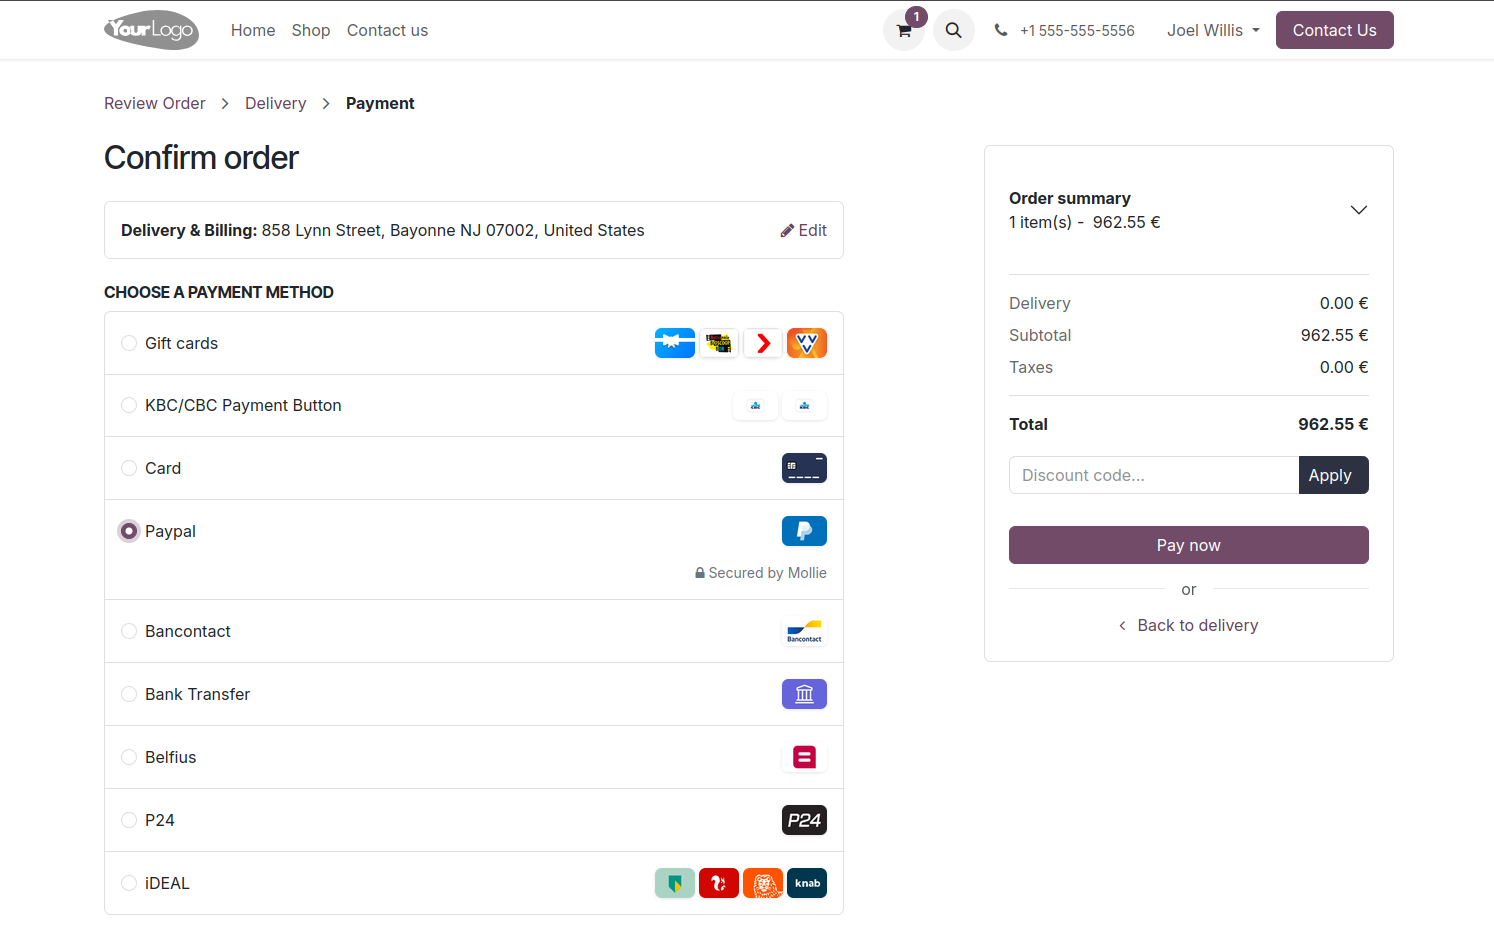 YourLogo
Home
Shop
Contact us
1
+1 555-555-5556
Joel Willis
Contact Us
Review Order
Delivery
Payment
Confirm order
Delivery & Billing: 858 Lynn Street, Bayonne NJ 07002, United States
Edit
CHOOSE A PAYMENT METHOD
Gift cards
VVV
KBC/CBC Payment Button
Card
Paypal
Secured by Mollie
Bancontact
Bancontact
Bank Transfer
Belfius
P24
P24
iDEAL
knab
Order summary
1 item(s) - 962.55 €
Delivery 0.00 €
Subtotal 962.55 €
Taxes 0.00 €
Total 962.55 €
Discount code...
Apply
Pay now
or
Back to delivery